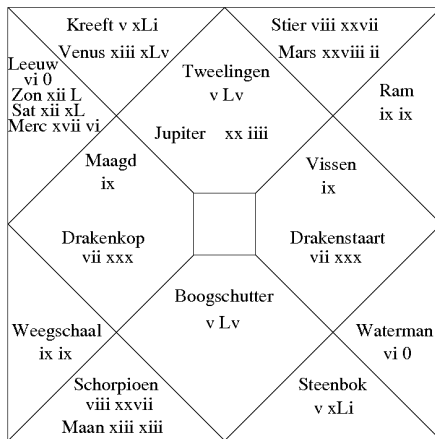 Kreeft v xLi
Venus xiii xLv
Stier viii xxvii
Mars xxviii ii
Leeuw
vi 0
Zon xii L
Sat xii xL
Merc xvii vi
Tweelingen
v Lv
Jupiter xx iiii
Ram
ix ix
Maagd
ix
Vissen
ix
Drakenkop
vii xxx
Drakenstaart
vii xxx
Boogschutter
v Lv
Weegschaal
ix ix
Waterman
vi 0
Schorpioen
viii xxvii
Maan xiii xiii
Steenbok
v xLi